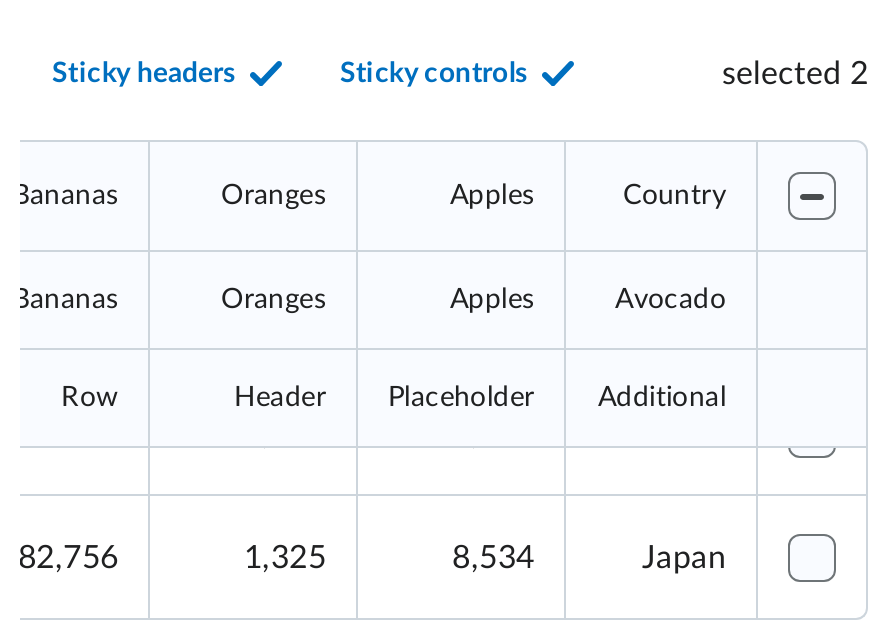 Sticky headers Sticky controls selected 2
Bananas Oranges Apples Country
Bananas Oranges Apples Avocado
Row Header Placeholder Additional
82,756 1,325 8,534 Japan